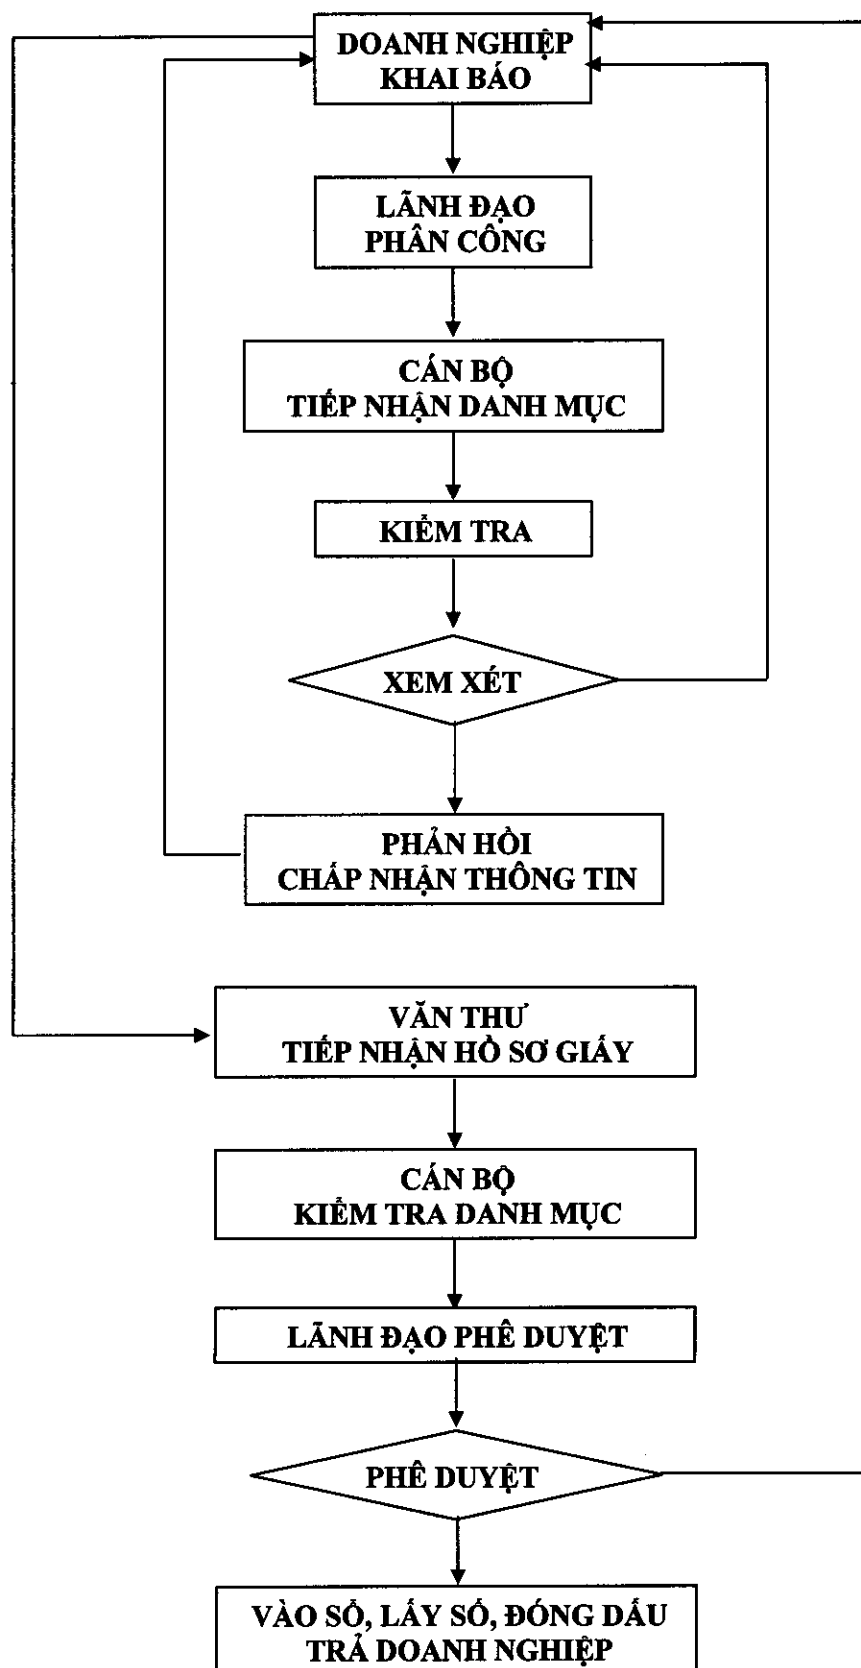 DOANH NGHIỆP
KHAI BÁO
LÃNH ĐẠO
PHÂN CÔNG
CÁN BỘ
TIẾP NHẬN DANH MỤC
KIỂM TRA
XEM XÉT
PHẢN HỒI
CHẤP NHẬN THÔNG TIN
VĂN THƯ
TIẾP NHẬN HỒ SƠ GIẤY
CÁN BỘ
KIỂM TRA DANH MỤC
LÃNH ĐẠO PHÊ DUYỆT
PHÊ DUYỆT
VÀO SỔ, LẤY SỐ, ĐÓNG DẤU
TRẢ DOANH NGHIỆP